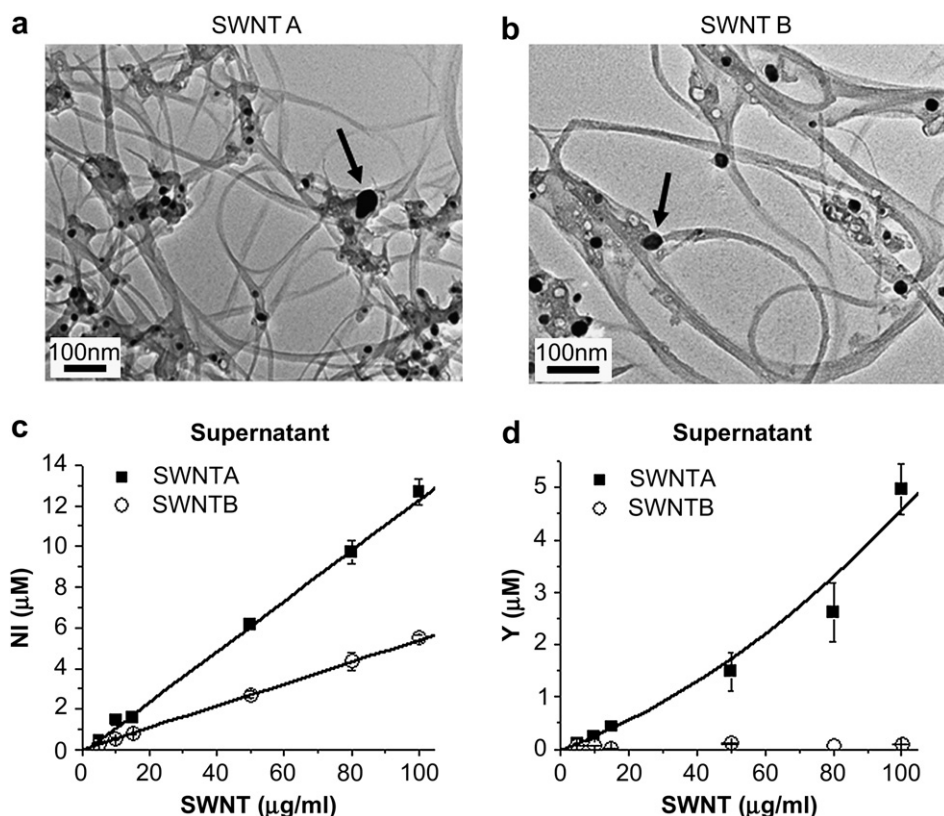 a
SWNT A
100nm
b
SWNT B
100nm
c
Supernatant
SWNTA
SWNTB
NI (μM)
14
12
10
8
6
4
2
0
0 20 40 60 80 100
SWNT (μg/ml)
d
Supernatant
SWNTA
SWNTB
Y (μM)
5
4
3
2
1
0
0 20 40 60 80 100
SWNT (μg/ml)